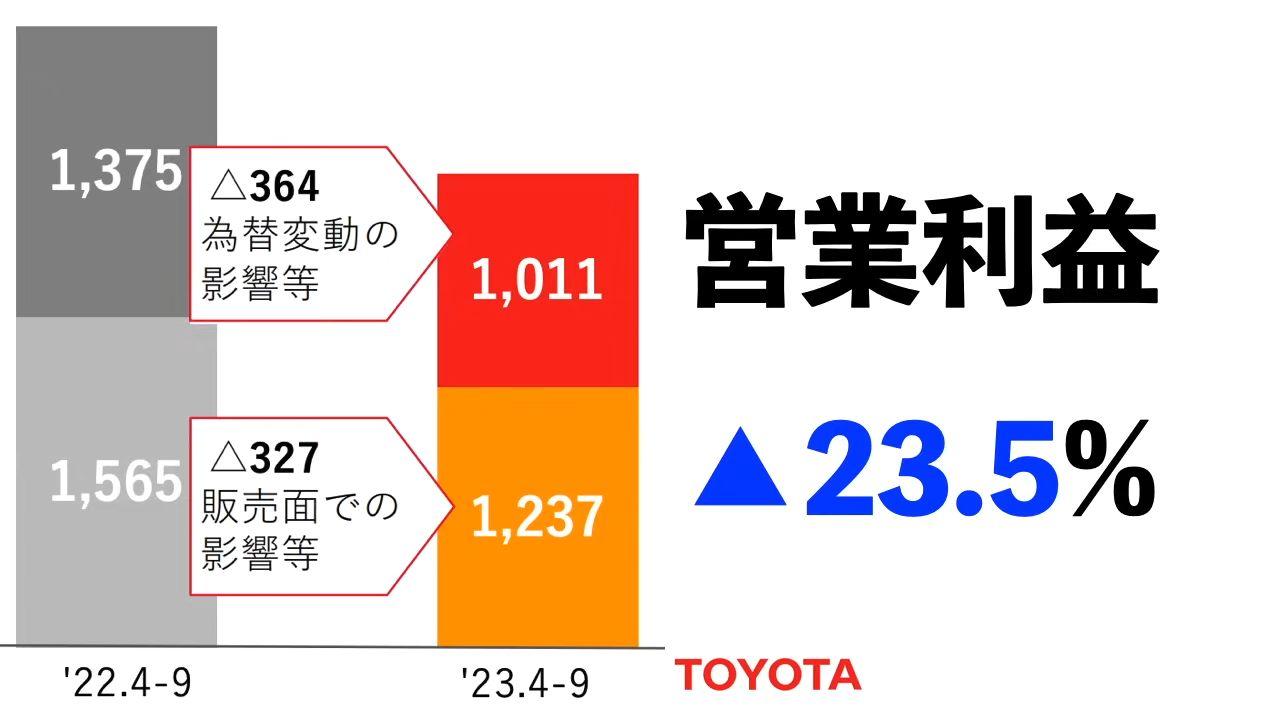 1,375
△364
為替変動の
影響等
1,011
営業利益
1,565
△327
販売面での
影響等
1,237
▲23.5%
'22.4-9
'23.4-9
TOYOTA